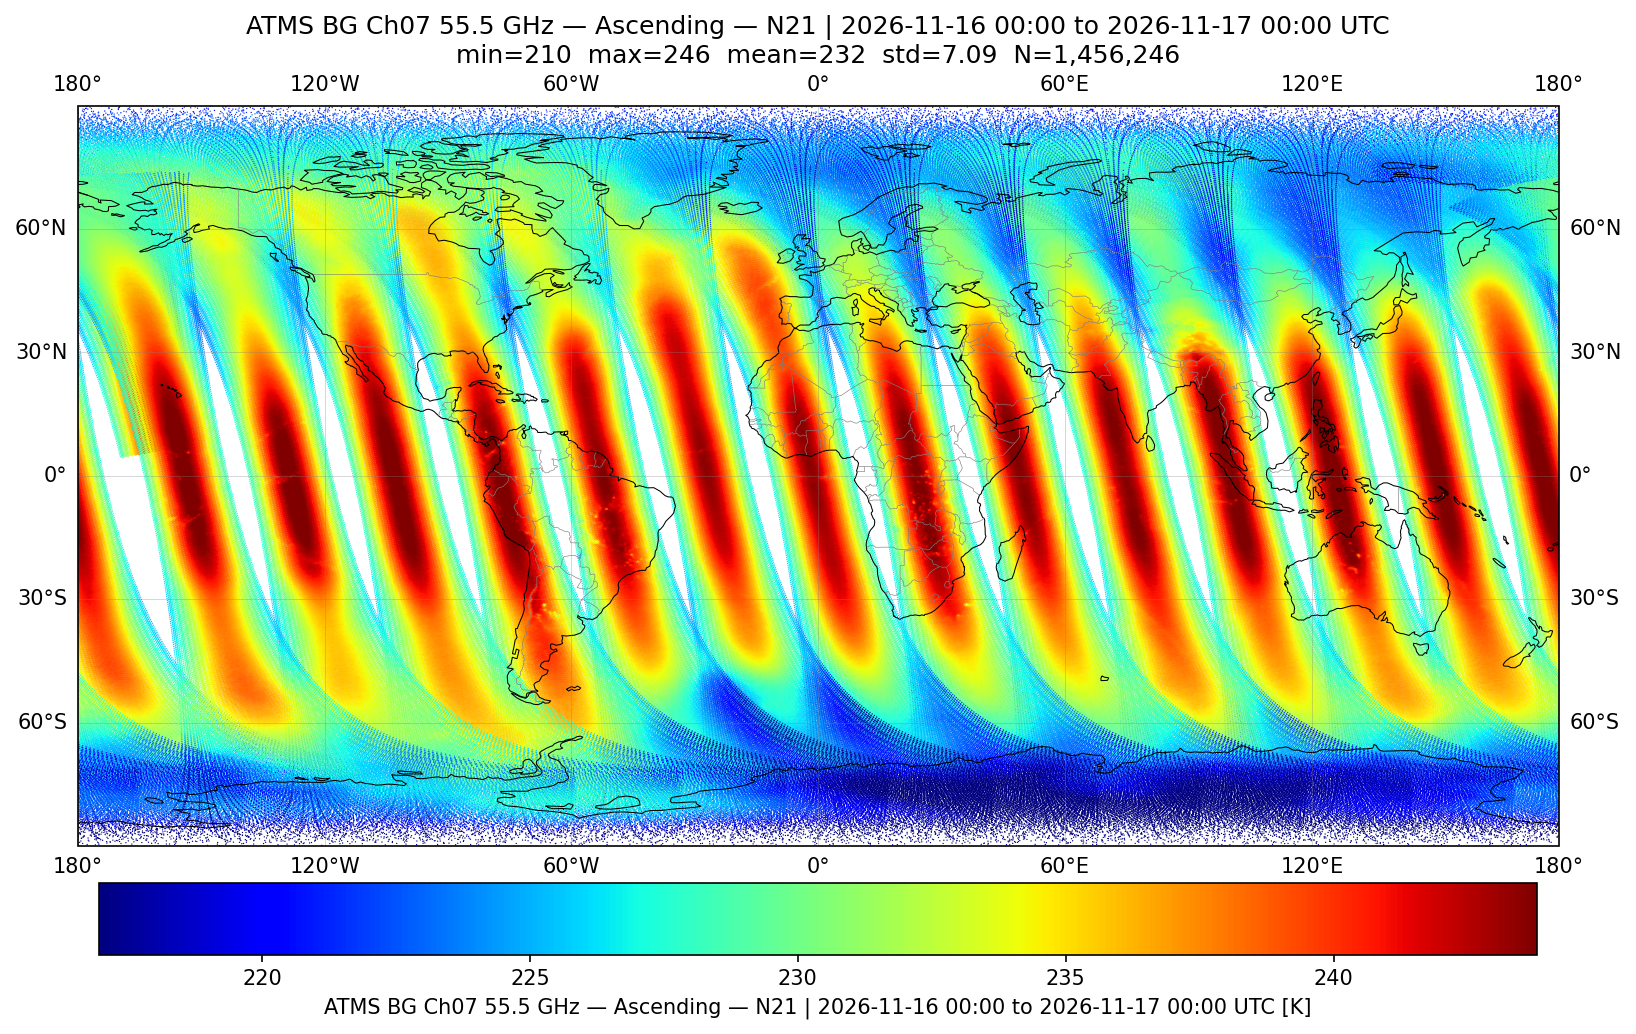 ATMS BG Ch07 55.5 GHz — Ascending — N21 | 2026-11-16 00:00 to 2026-11-17 00:00 UTC
min=210 max=246 mean=232 std=7.09 N=1,456,246
180° 120°W 60°W 0° 60°E 120°E 180°
60°N 60°N
30°N 30°N
0° 0°
30°S 30°S
60°S 60°S
180° 120°W 60°W 0° 60°E 120°E 180°
220 225 230 235 240
ATMS BG Ch07 55.5 GHz — Ascending — N21 | 2026-11-16 00:00 to 2026-11-17 00:00 UTC [K]